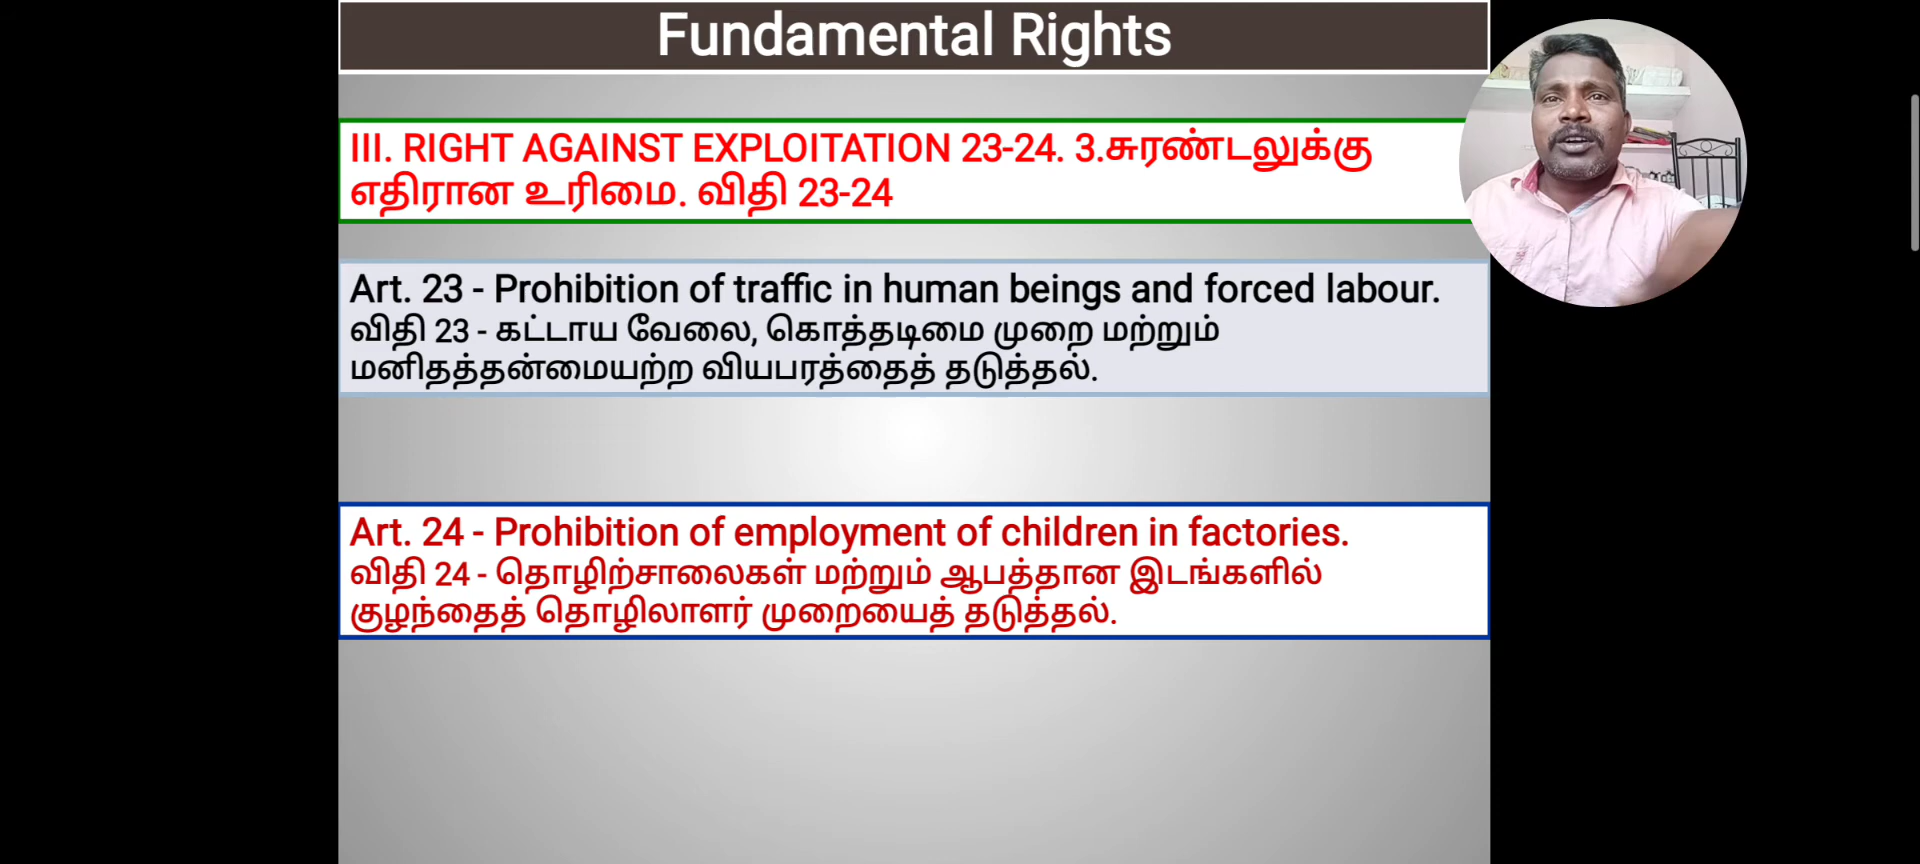 Fundamental Rights
III. RIGHT AGAINST EXPLOITATION 23-24. 3.சுரண்டலுக்கு
எதிரான உரிமை. விதி 23-24
Art. 23 - Prohibition of traffic in human beings and forced labour.
விதி 23 - கட்டாய வேலை, கொத்தடிமை முறை மற்றும்
மனிதத்தன்மையற்ற வியபரத்தைத் தடுத்தல்.
Art. 24 - Prohibition of employment of children in factories.
விதி 24 - தொழிற்சாலைகள் மற்றும் ஆபத்தான இடங்களில்
குழந்தைத் தொழிலாளர் முறையைத் தடுத்தல்.